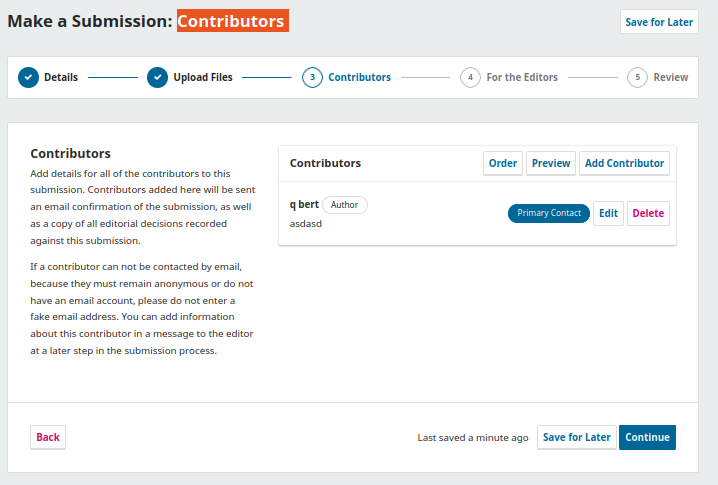 Make a Submission: Contributors
Save for Later
Details
Upload Files
3 Contributors
4 For the Editors
5 Review
Contributors
Add details for all of the contributors to this
submission. Contributors added here will be sent
an email confirmation of the submission, as well
as a copy of all editorial decisions recorded
against this submission.
If a contributor can not be contacted by email,
because they must remain anonymous or do not
have an email account, please do not enter a
fake email address. You can add information
about this contributor in a message to the editor
at a later step in the submission process.
Contributors
Order
Preview
Add Contributor
q bert Author
asdasd
Primary Contact
Edit
Delete
Back
Last saved a minute ago
Save for Later
Continue